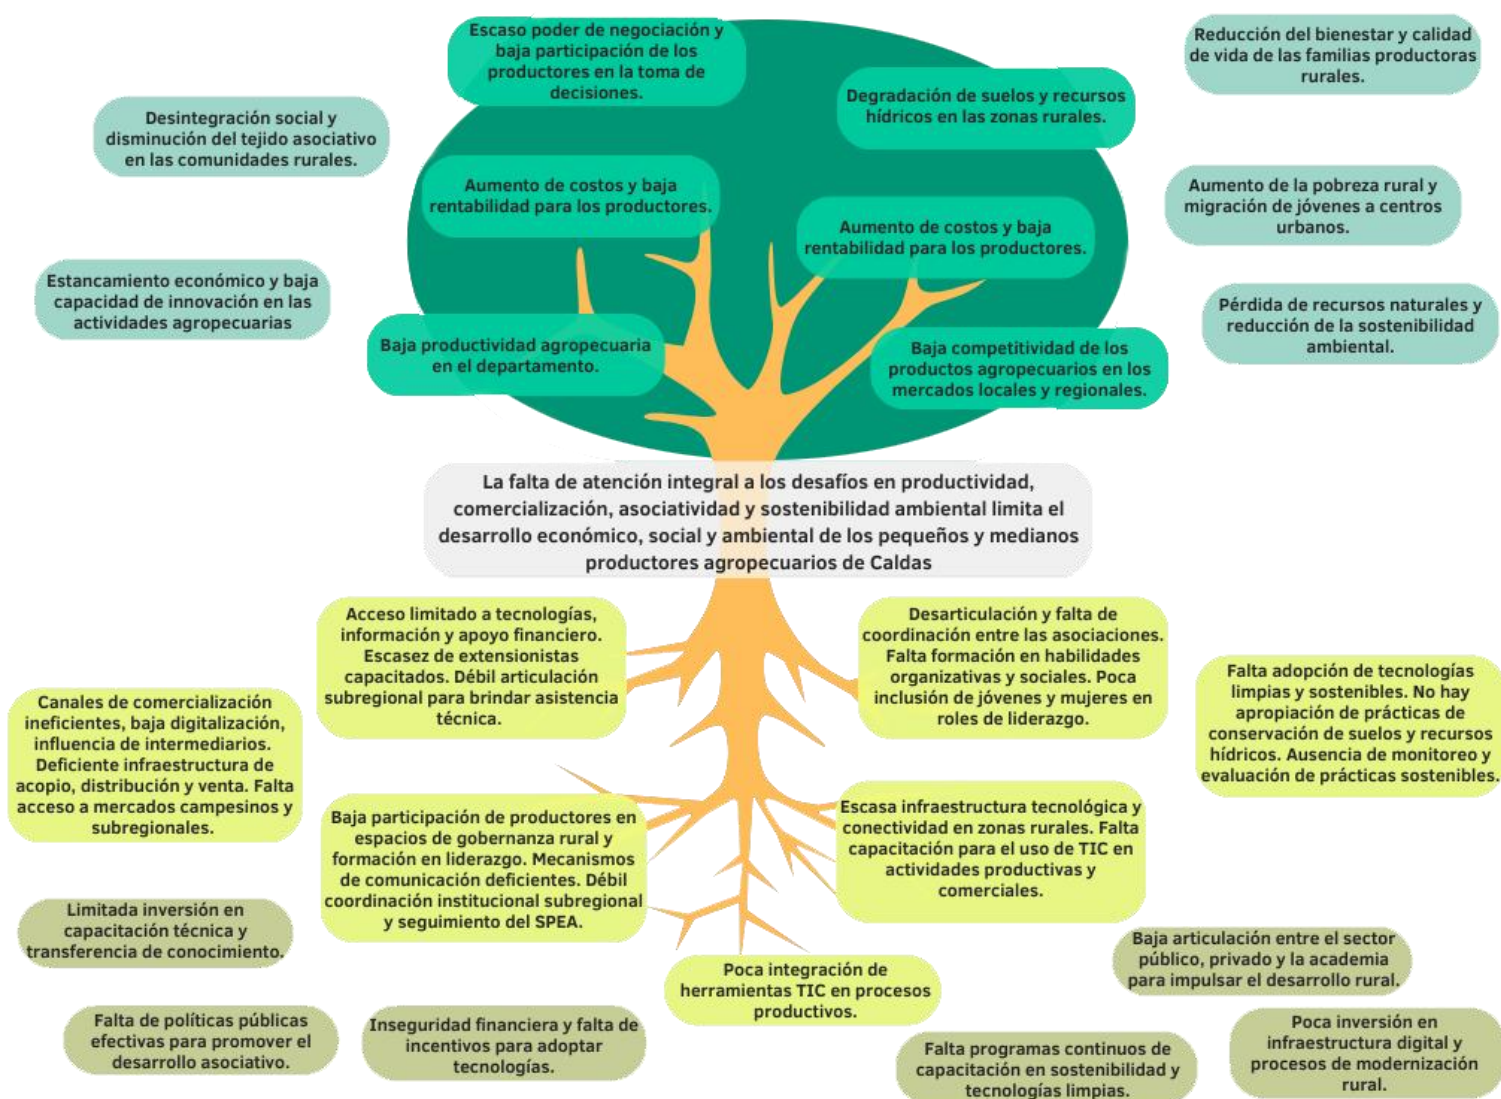 Escaso poder de negociación y
baja participación de los
productores en la toma de
decisiones.
Reducción del bienestar y calidad
de vida de las familias productoras
rurales.
Degradación de suelos y recursos
hídricos en las zonas rurales.
Desintegración social y
disminución del tejido asociativo
en las comunidades rurales.
Aumento de costos y baja
rentabilidad para los productores.
Aumento de la pobreza rural y
migración de jóvenes a centros
urbanos.
Aumento de costos y baja
rentabilidad para los productores.
Estancamiento económico y baja
capacidad de innovación en las
actividades agropecuarias
Pérdida de recursos naturales y
reducción de la sostenibilidad
ambiental.
Baja productividad agropecuaria
en el departamento.
Baja competitividad de los
productos agropecuarios en los
mercados locales y regionales.
La falta de atención integral a los desafíos en productividad,
comercialización, asociatividad y sostenibilidad ambiental limita el
desarrollo económico, social y ambiental de los pequeños y medianos
productores agropecuarios de Caldas
Acceso limitado a tecnologías,
información y apoyo financiero.
Escasez de extensionistas
capacitados. Débil articulación
subregional para brindar asistencia
técnica.
Desarticulación y falta de
coordinación entre las asociaciones.
Falta formación en habilidades
organizativas y sociales. Poca
inclusión de jóvenes y mujeres en
roles de liderazgo.
Falta adopción de tecnologías
limpias y sostenibles. No hay
apropiación de prácticas de
conservación de suelos y recursos
hídricos. Ausencia de monitoreo y
evaluación de prácticas sostenibles.
Canales de comercialización
ineficientes, baja digitalización,
influencia de intermediarios.
Deficiente infraestructura de
acopio, distribución y venta. Falta
acceso a mercados campesinos y
subregionales.
Baja participación de productores en
espacios de gobernanza rural y
formación en liderazgo. Mecanismos
de comunicación deficientes. Débil
coordinación institucional subregional
y seguimiento del SPEA.
Escasa infraestructura tecnológica y
conectividad en zonas rurales. Falta
capacitación para el uso de TIC en
actividades productivas y
comerciales.
Limitada inversión en
capacitación técnica y
transferencia de conocimiento.
Baja articulación entre el sector
público, privado y la academia
para impulsar el desarrollo rural.
Poca integración de
herramientas TIC en procesos
productivos.
Falta de políticas públicas
efectivas para promover el
desarrollo asociativo.
Inseguridad financiera y falta de
incentivos para adoptar
tecnologías.
Falta programas continuos de
capacitación en sostenibilidad y
tecnologías limpias.
Poca inversión en
infraestructura digital y
procesos de modernización
rural.